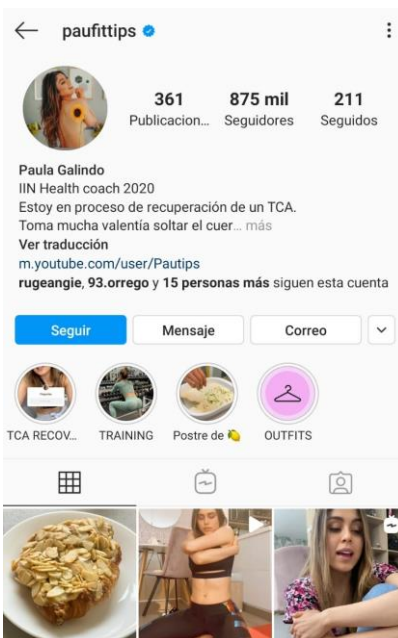 paufittips
361 875 mil 211
Publicacion... Seguidores Seguidos
Paula Galindo
IIN Health coach 2020
Estoy en proceso de recuperación de un TCA.
Toma mucha valentía soltar el cuer... más
Ver traducción
m.youtube.com/user/Pautips
rugeangie, 93.orrego y 15 personas más siguen esta cuenta
Seguir Mensaje Correo
TCA RECOV... TRAINING Postre de 🍋 OUTFITS